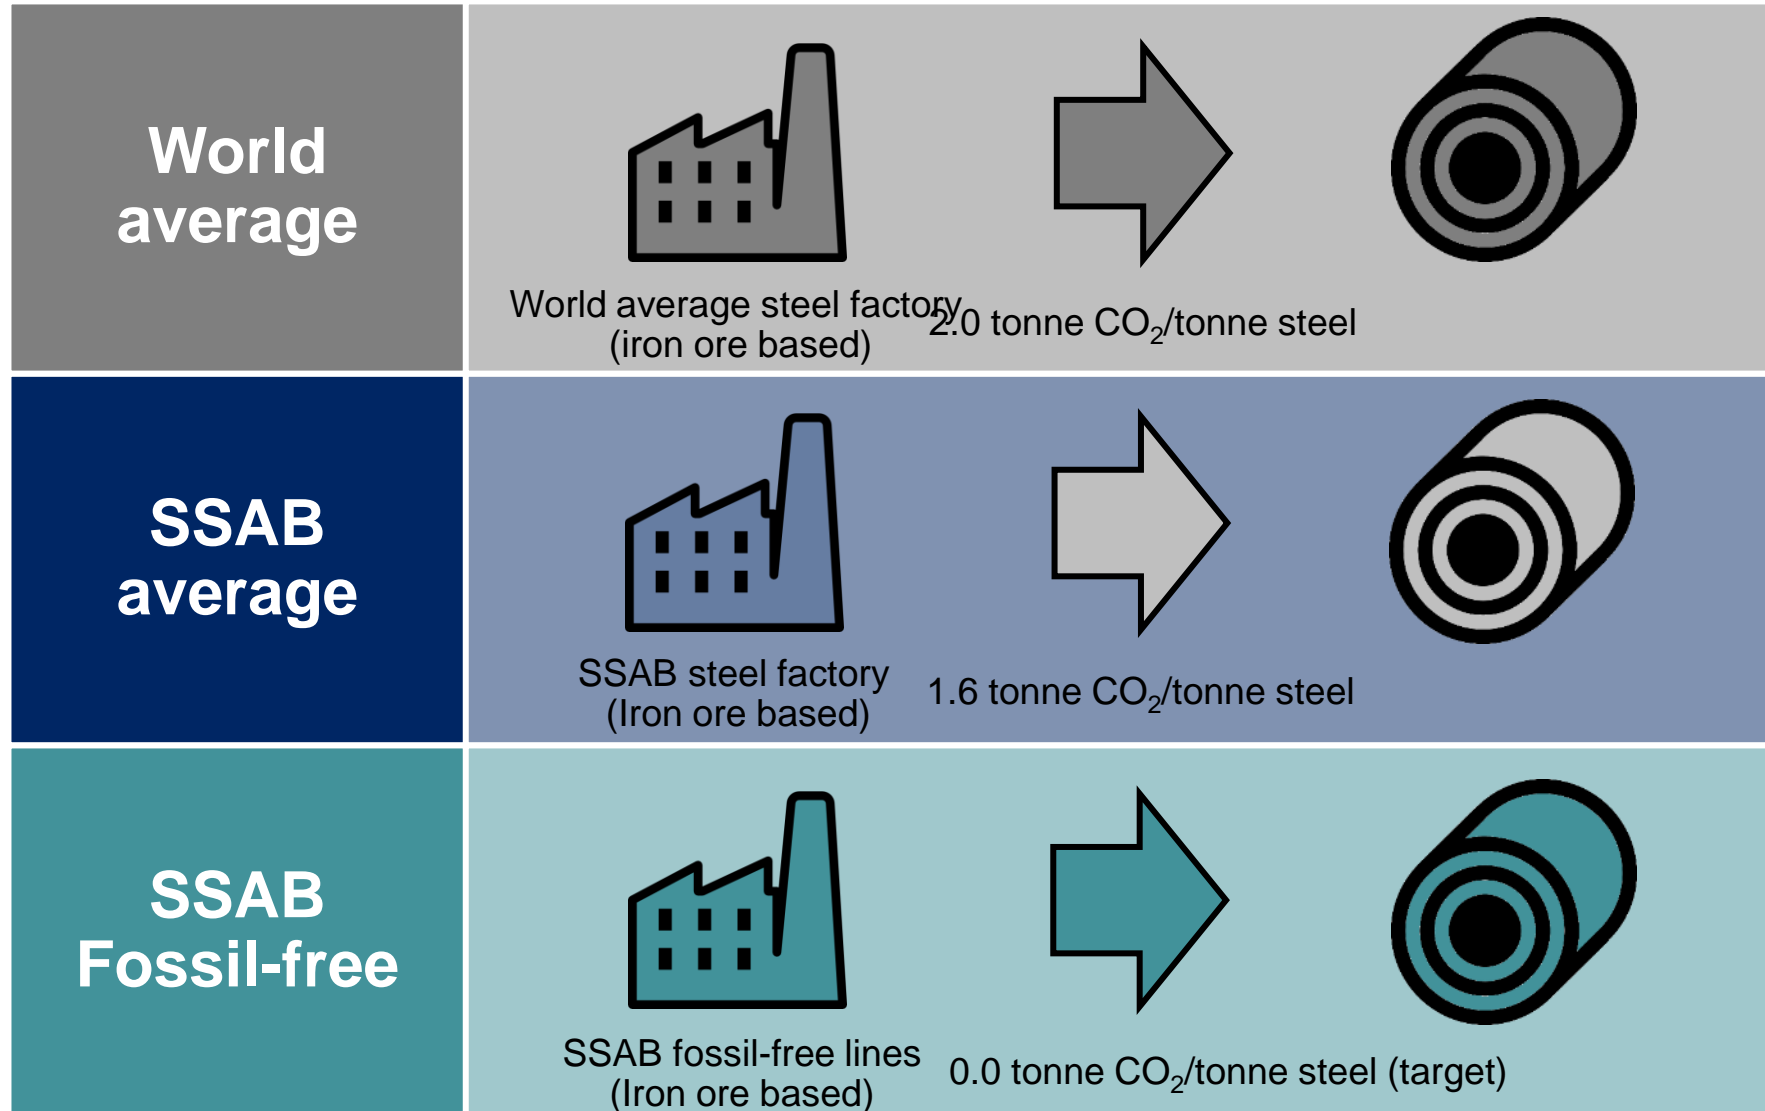 World
average
World average steel factory
(iron ore based)
2.0 tonne CO₂/tonne steel
SSAB
average
SSAB steel factory
(Iron ore based)
1.6 tonne CO₂/tonne steel
SSAB
Fossil-free
SSAB fossil-free lines
(Iron ore based)
0.0 tonne CO₂/tonne steel (target)